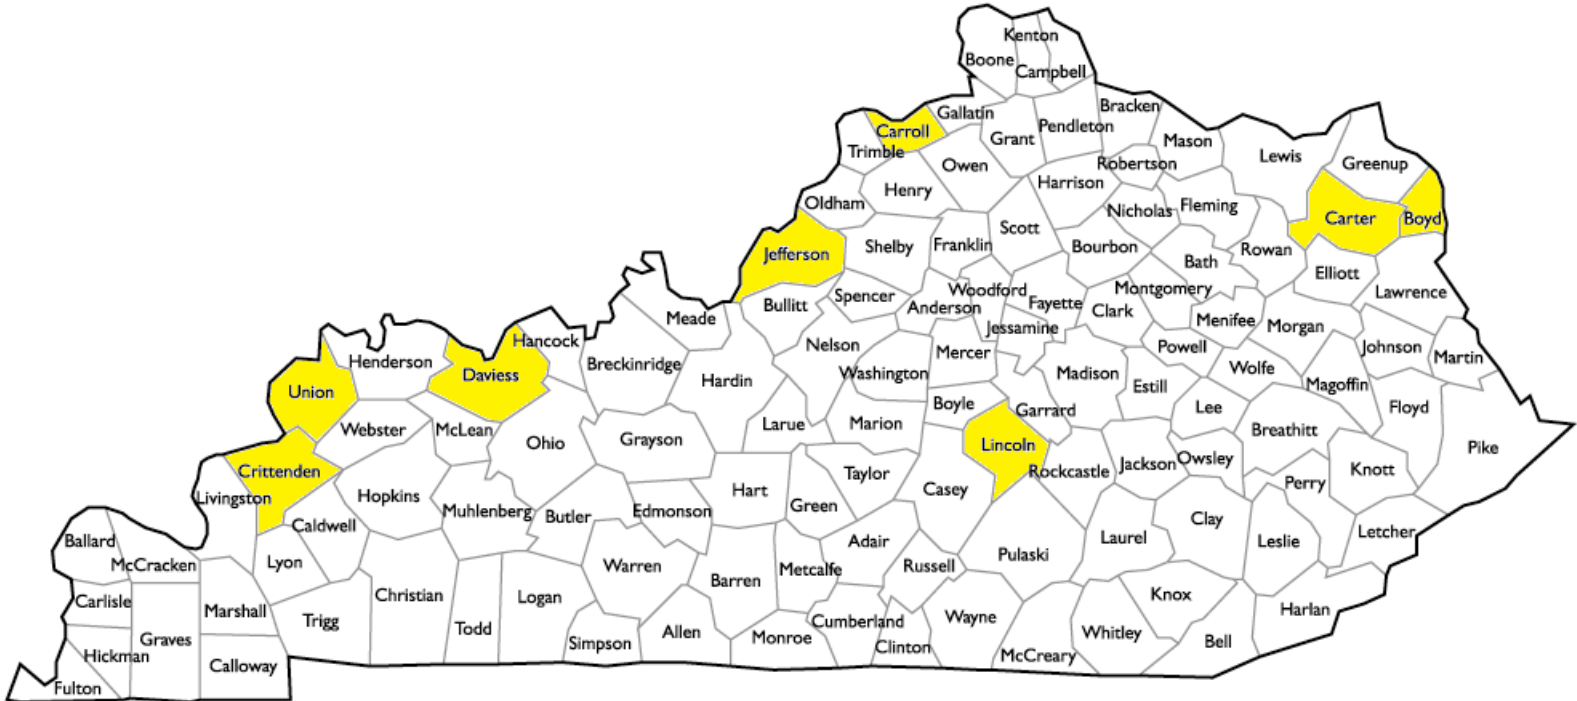 Kenton
Boone
Campbell
Gallatin
Bracken
Carroll
Grant
Pendleton
Mason
Trimble
Owen
Robertson
Lewis
Greenup
Henry
Harrison
Oldham
Nicholas
Fleming
Carter
Boyd
Jefferson
Shelby
Franklin
Scott
Bourbon
Rowan
Bath
Elliott
Bullitt
Spencer
Woodford
Anderson
Fayette
Clark
Montgomery
Lawrence
Meade
Jessamine
Menifee
Morgan
Hancock
Nelson
Mercer
Powell
Johnson
Martin
Henderson
Breckinridge
Daviess
Hardin
Washington
Madison
Estill
Wolfe
Magoffin
Union
Boyle
Garrard
Lee
Floyd
Webster
McLean
Ohio
Grayson
Larue
Marion
Lincoln
Breathitt
Pike
Crittenden
Livingston
Hopkins
Taylor
Rockcastle
Jackson
Owsley
Knott
Perry
Hart
Green
Casey
Caldwell
Muhlenberg
Butler
Edmonson
Clay
Laurel
Leslie
Letcher
Ballard
McCracken
Lyon
Warren
Adair
Pulaski
Barren
Metcalfe
Russell
Carlisle
Marshall
Christian
Logan
Knox
Harlan
Trigg
Todd
Graves
Simpson
Allen
Monroe
Cumberland
Wayne
Whitley
Bell
Hickman
Calloway
Clinton
McCreary
Fulton